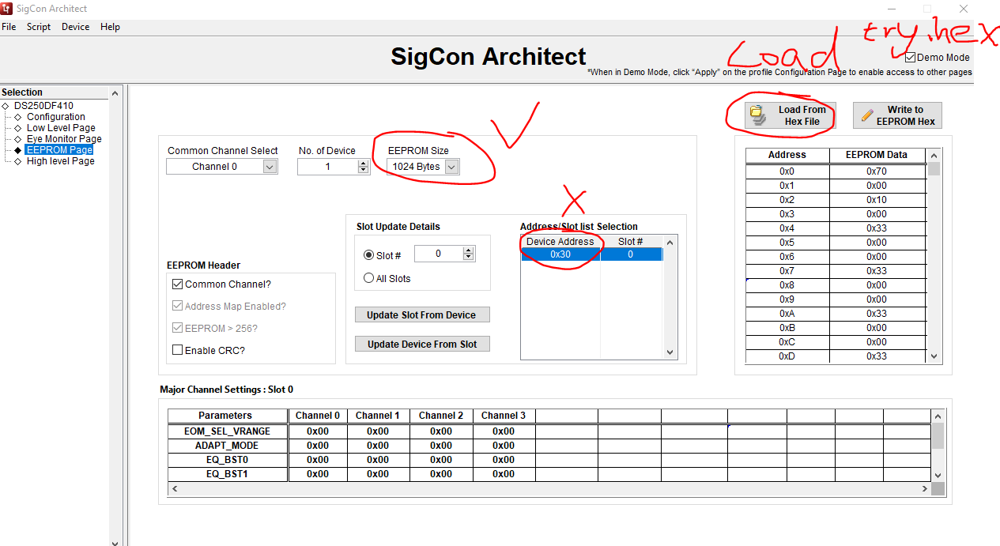 SigCon Architect
File Script Device Help
Load try.hex
SigCon Architect
Demo Mode
*When in Demo Mode, click “Apply” on the profile Configuration Page to enable access to other pages
Selection
DS250DF410
Configuration
Low Level Page
Eye Monitor Page
EEPROM Page
High level Page
Load From
Hex File
Write to
EEPROM Hex
Common Channel Select No. of Device EEPROM Size
Channel 0 1 1024 Bytes
Slot Update Details
Slot # 0
All Slots
Update Slot From Device
Update Device From Slot
Address/Slot list Selection
Device Address Slot #
0x30 0
EEPROM Header
Common Channel?
Address Map Enabled?
EEPROM > 256?
Enable CRC?
Address EEPROM Data
0x0 0x70
0x1 0x00
0x2 0x10
0x3 0x00
0x4 0x33
0x5 0x00
0x6 0x00
0x7 0x33
0x8 0x00
0x9 0x00
0xA 0x33
0xB 0x00
0xC 0x00
0xD 0x33
Major Channel Settings : Slot 0
Parameters Channel 0 Channel 1 Channel 2 Channel 3
EOM_SEL_VRANGE 0x00 0x00 0x00 0x00
ADAPT_MODE 0x00 0x00 0x00 0x00
EQ_BST0 0x00 0x00 0x00 0x00
EQ_BST1 0x00 0x00 0x00 0x00